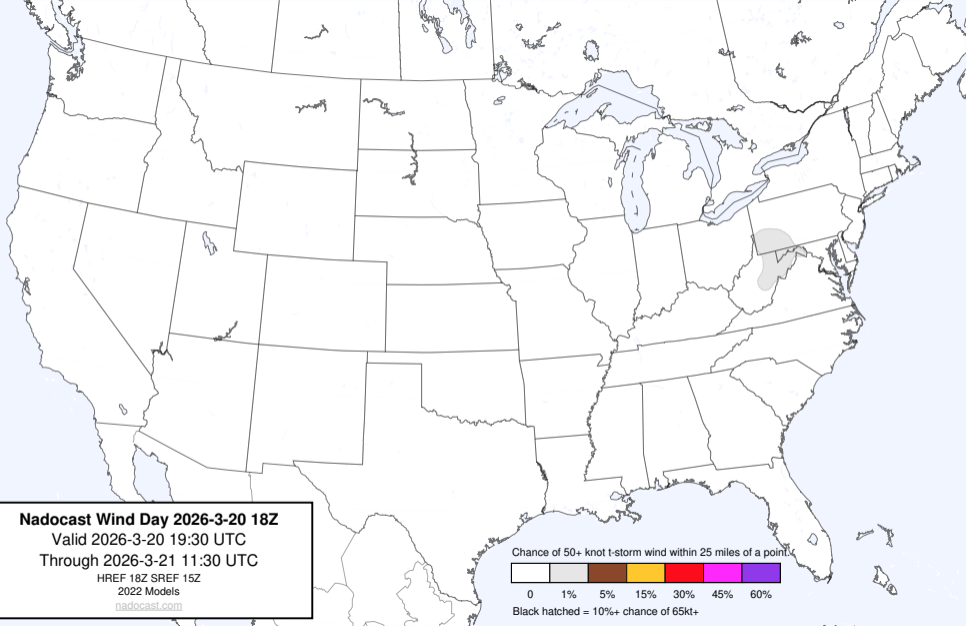 Nadocast Wind Day 2026-3-20 18Z
Valid 2026-3-20 19:30 UTC
Through 2026-3-21 11:30 UTC
HREF 18Z SREF 15Z
2022 Models
nadocast.com
Chance of 50+ knot t-storm wind within 25 miles of a point.
0 1% 5% 15% 30% 45% 60%
Black hatched = 10%+ chance of 65kt+